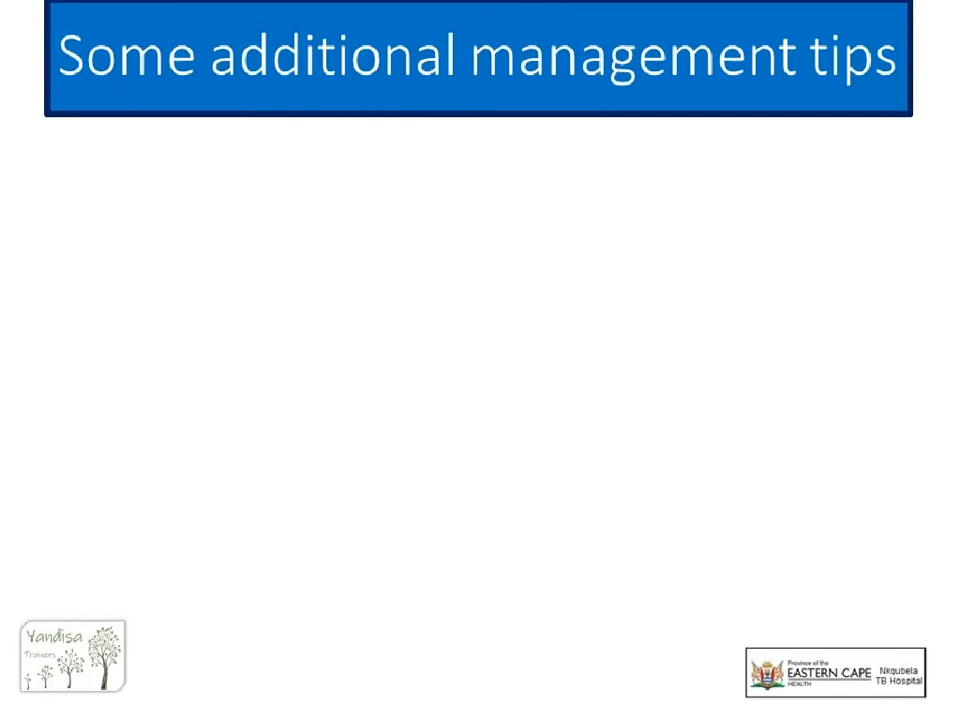 Some additional management tips
Yandisa
Trainers
Province of the
EASTERN CAPE
HEALTH
Nkqubela
TB Hospital